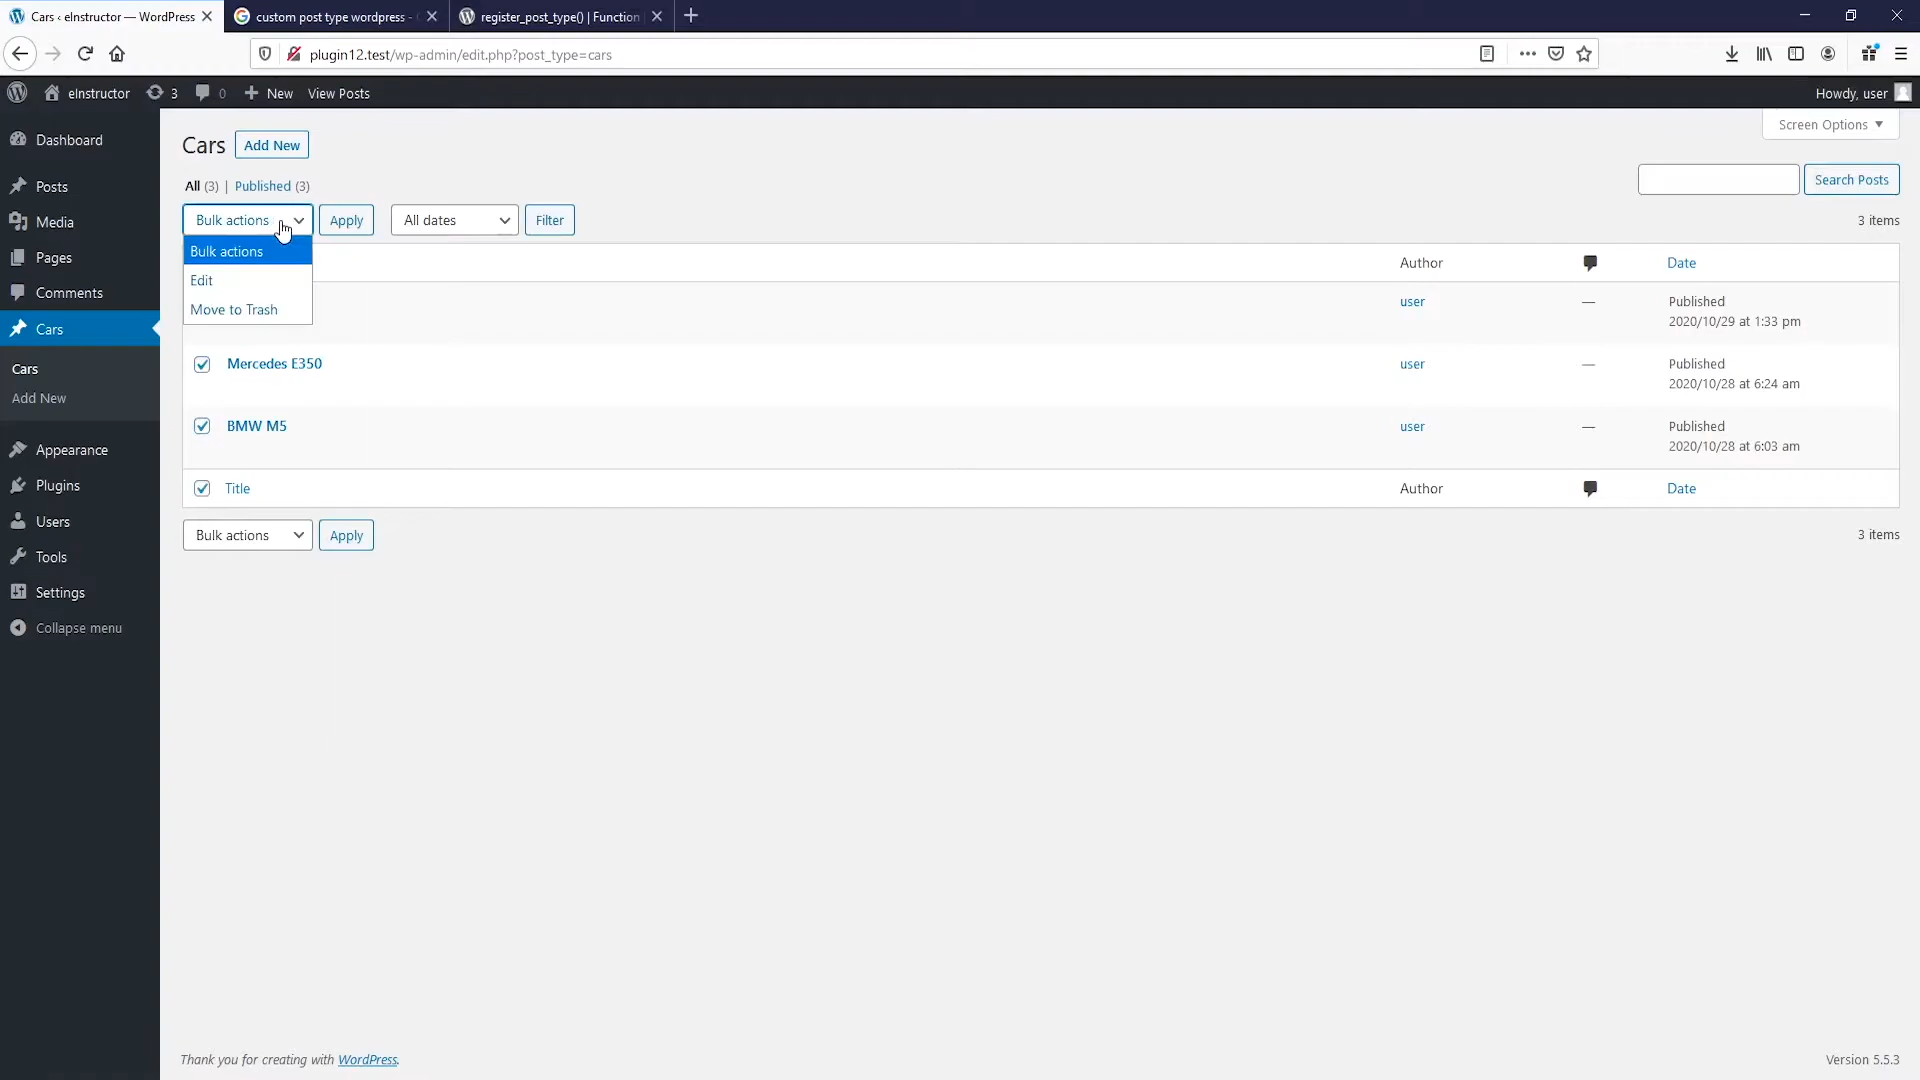 Cars ‹ eInstructor — WordPress
custom post type wordpress -
register_post_type() | Function
plugin12.test/wp-admin/edit.php?post_type=cars
eInstructor 3 0 New View Posts Howdy, user
Dashboard
Posts
Media
Pages
Comments
Cars
Cars
Add New
Appearance
Plugins
Users
Tools
Settings
Collapse menu
Screen Options
Cars Add New
All (3) | Published (3)
Search Posts
Bulk actions Apply All dates Filter 3 items
Bulk actions
Edit
Move to Trash
Author Date
user Published
2020/10/29 at 1:33 pm
Mercedes E350 user — Published
2020/10/28 at 6:24 am
BMW M5 user — Published
2020/10/28 at 6:03 am
Title Author Date
Bulk actions Apply 3 items
Thank you for creating with WordPress. Version 5.5.3